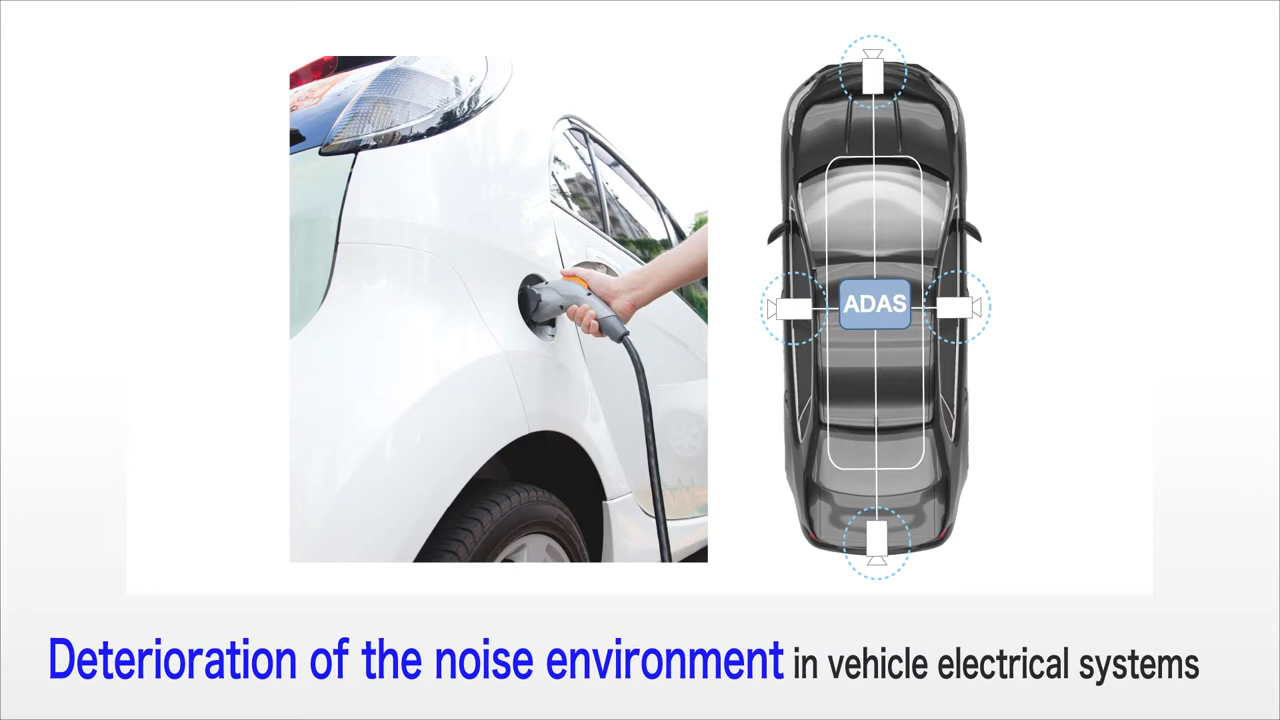 ADAS
Deterioration of the noise environment in vehicle electrical systems